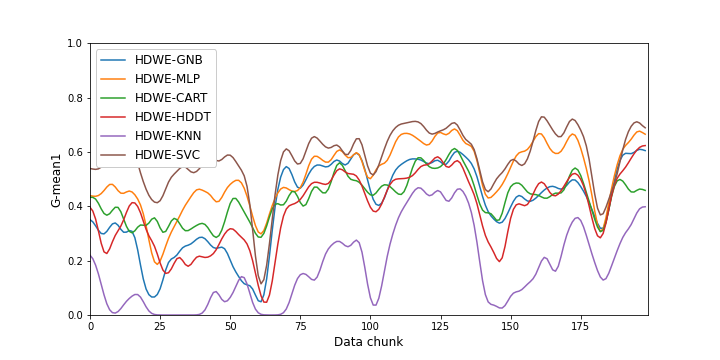 1.0
0.8
0.6
0.4
0.2
0.0
G-mean1
HDWE-GNB
HDWE-MLP
HDWE-CART
HDWE-HDDT
HDWE-KNN
HDWE-SVC
0 25 50 75 100 125 150 175
Data chunk